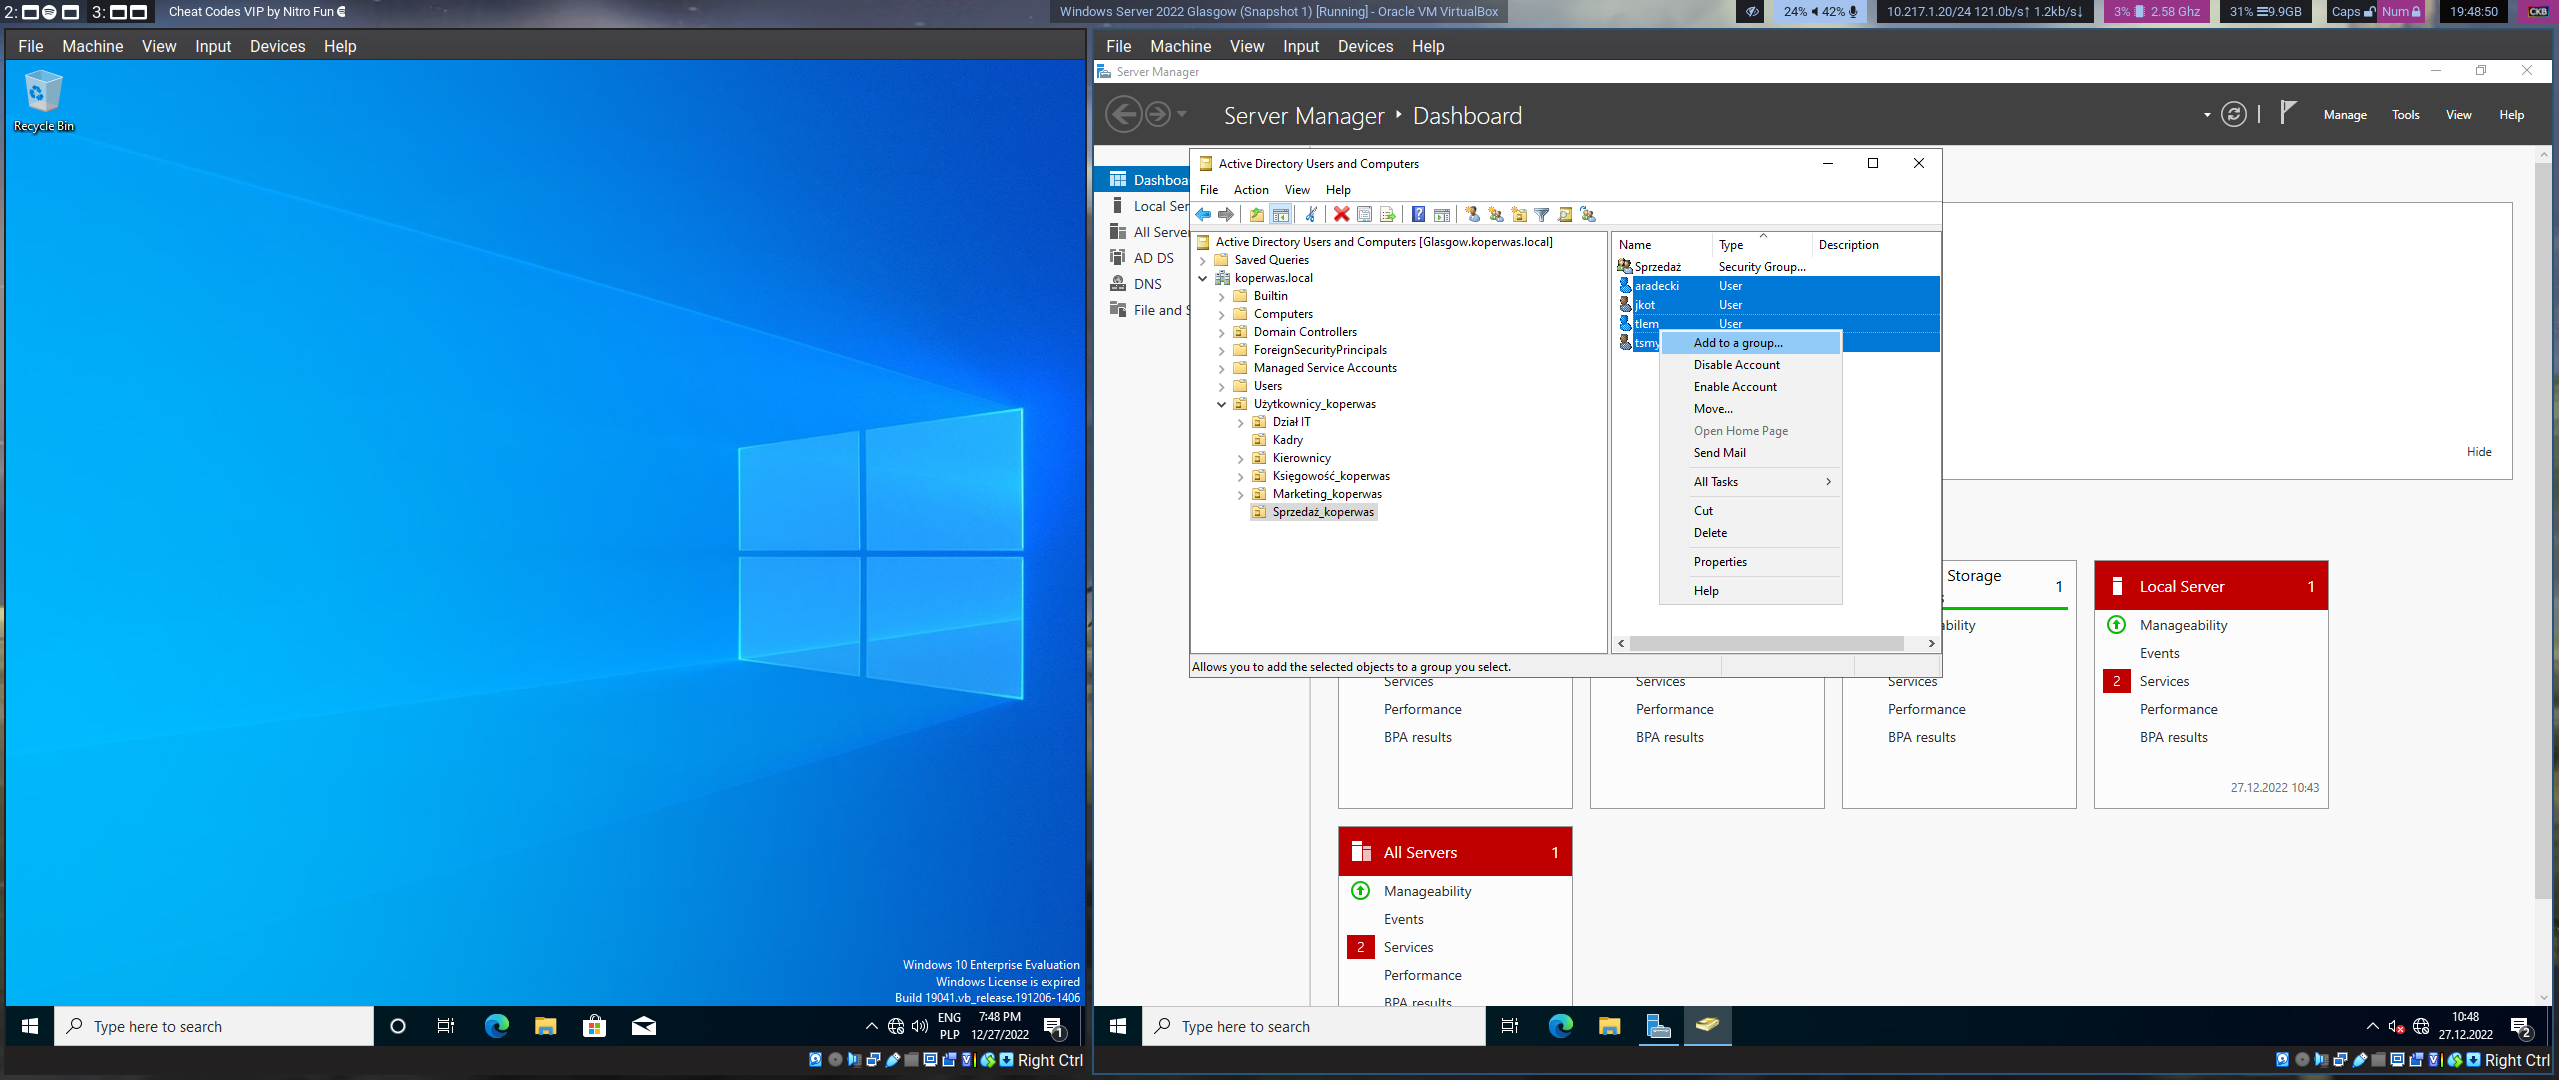 2:
3:
Cheat Codes VIP by Nitro Fun
Windows Server 2022 Glasgow (Snapshot 1) [Running] - Oracle VM VirtualBox
24% 42%
10.217.1.20/24 121.0b/s↑ 1.2kb/s↓
3% 2.58 Ghz
31% 9.9GB
Caps Num
19:48:50
CKB
File Machine View Input Devices Help
Recycle Bin
Windows 10 Enterprise Evaluation
Windows License is expired
Build 19041.vb_release.191206-1406
Type here to search
ENG
PLP
7:48 PM
12/27/2022
1
Right Ctrl
File Machine View Input Devices Help
Server Manager
Server Manager ‣ Dashboard
Manage Tools View Help
Dashboa
Local Ser
All Server
AD DS
DNS
File and S
Active Directory Users and Computers
File Action View Help
Active Directory Users and Computers [Glasgow.koperwas.local]
Saved Queries
koperwas.local
Builtin
Computers
Domain Controllers
ForeignSecurityPrincipals
Managed Service Accounts
Users
Użytkownicy_koperwas
Dział IT
Kadry
Kierownicy
Księgowość_koperwas
Marketing_koperwas
Sprzedaż_koperwas
Name Type Description
Sprzedaż Security Group...
aradecki User
jkot User
tlem User
tsmy
Add to a group...
Disable Account
Enable Account
Move...
Open Home Page
Send Mail
All Tasks
Cut
Delete
Properties
Help
Allows you to add the selected objects to a group you select.
Hide
Services
Performance
BPA results
Services
Performance
BPA results
Storage 1
ability
Services
Performance
BPA results
Local Server 1
Manageability
Events
2 Services
Performance
BPA results
27.12.2022 10:43
All Servers 1
Manageability
Events
2 Services
Performance
BPA results
Type here to search
10:48
27.12.2022
2
Right Ctrl